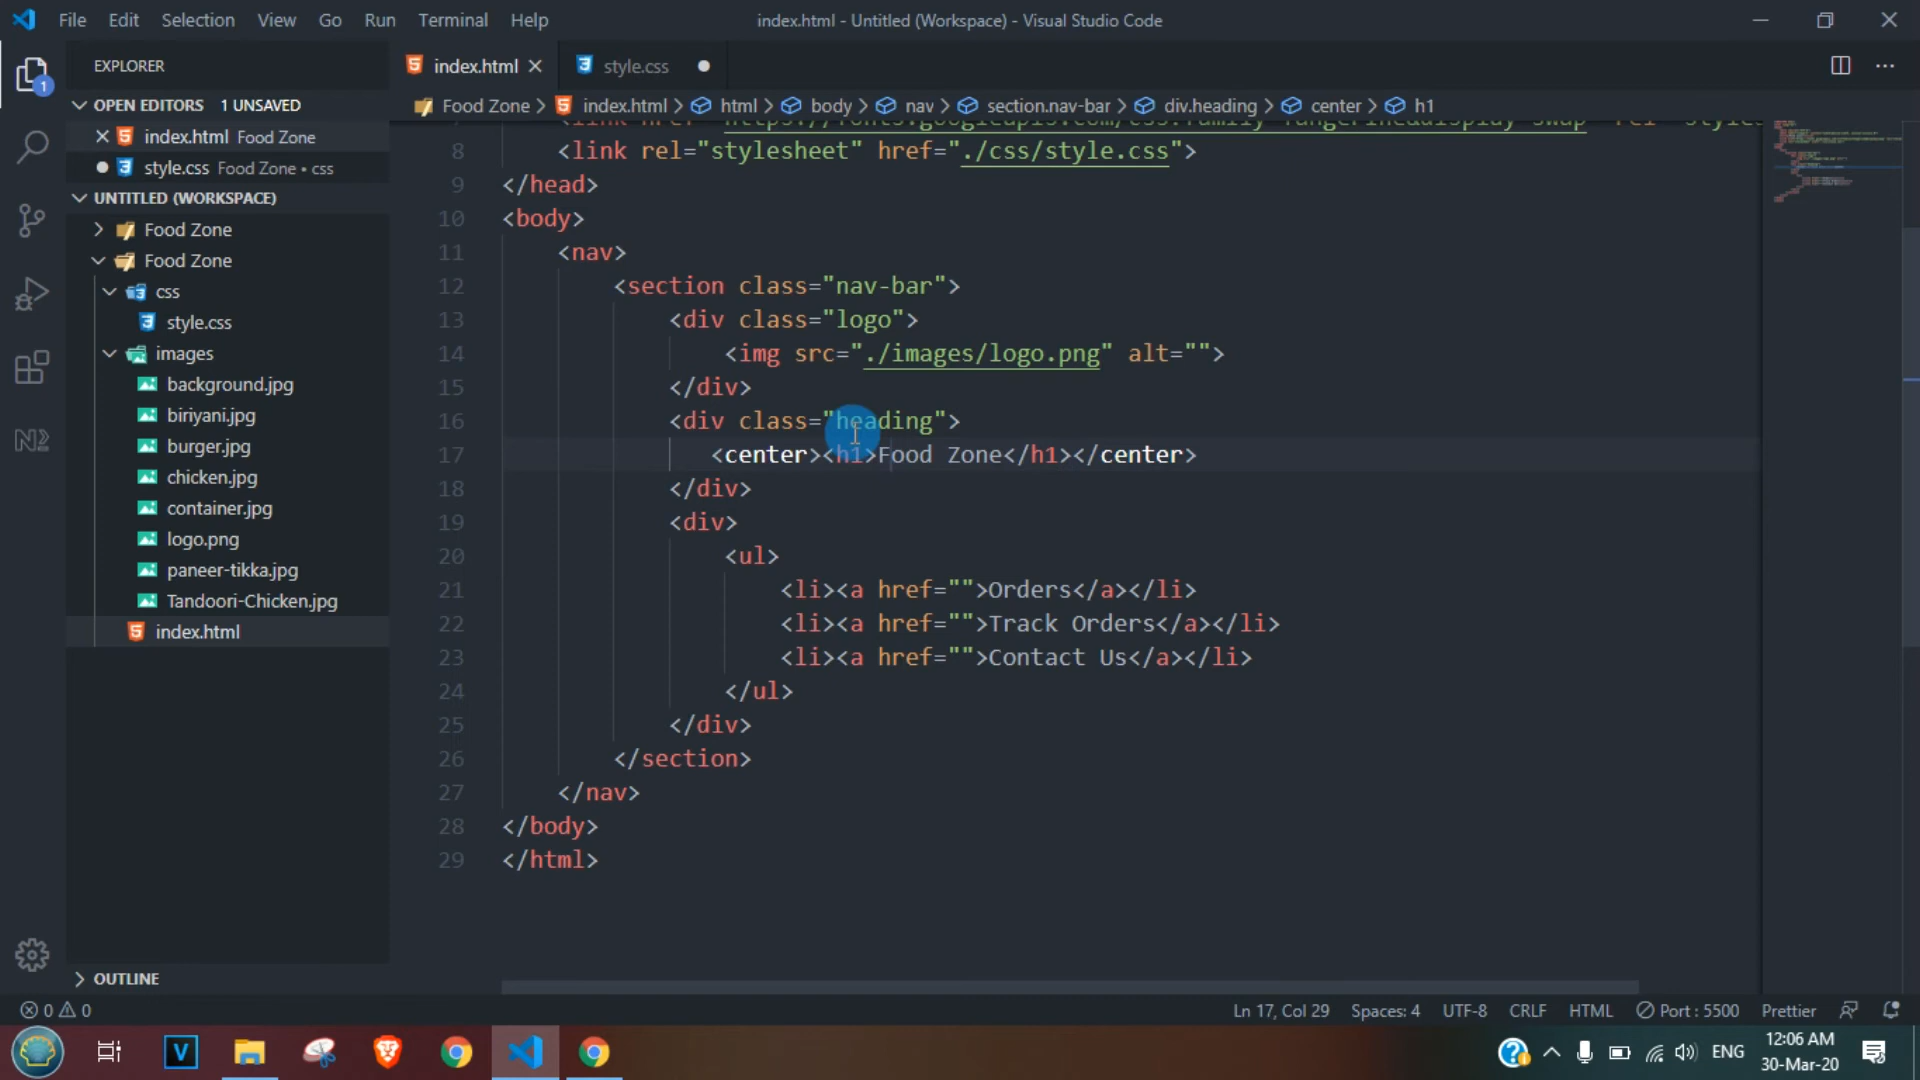 File Edit Selection View Go Run Terminal Help
index.html - Untitled (Workspace) - Visual Studio Code
EXPLORER
index.html
style.css
OPEN EDITORS 1 UNSAVED
Food Zone > index.html > html > body > nav > section.nav-bar > div.heading > center > h1
index.html Food Zone
style.css Food Zone • css
UNTITLED (WORKSPACE)
Food Zone
Food Zone
css
style.css
images
background.jpg
biriyani.jpg
burger.jpg
chicken.jpg
container.jpg
logo.png
paneer-tikka.jpg
Tandoori-Chicken.jpg
index.html
OUTLINE
8 <link rel="stylesheet" href="./css/style.css">
9 </head>
10 <body>
11 <nav>
12 <section class="nav-bar">
13 <div class="logo">
14 <img src="./images/logo.png" alt="">
15 </div>
16 <div class="heading">
17 <center><h1>Food Zone</h1></center>
18 </div>
19 <div>
20 <ul>
21 <li><a href="">Orders</a></li>
22 <li><a href="">Track Orders</a></li>
23 <li><a href="">Contact Us</a></li>
24 </ul>
25 </div>
26 </section>
27 </nav>
28 </body>
29 </html>
0 0
Ln 17, Col 29 Spaces: 4 UTF-8 CRLF HTML Port : 5500 Prettier
ENG
12:06 AM
30-Mar-20